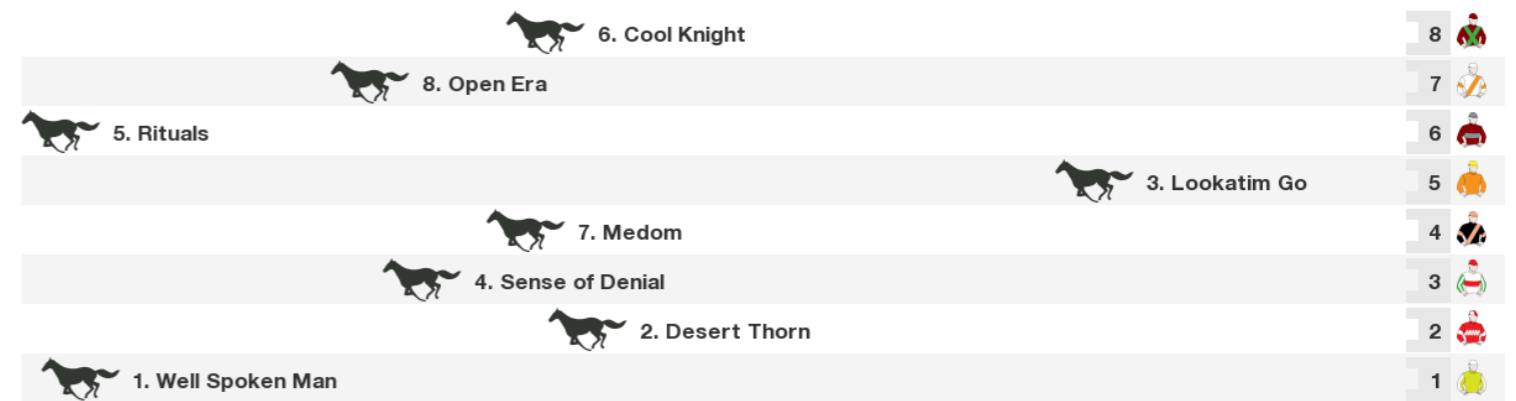 6. Cool Knight 8
8. Open Era 7
5. Rituals 6
3. Lookatim Go 5
7. Medom 4
4. Sense of Denial 3
2. Desert Thorn 2
1. Well Spoken Man 1